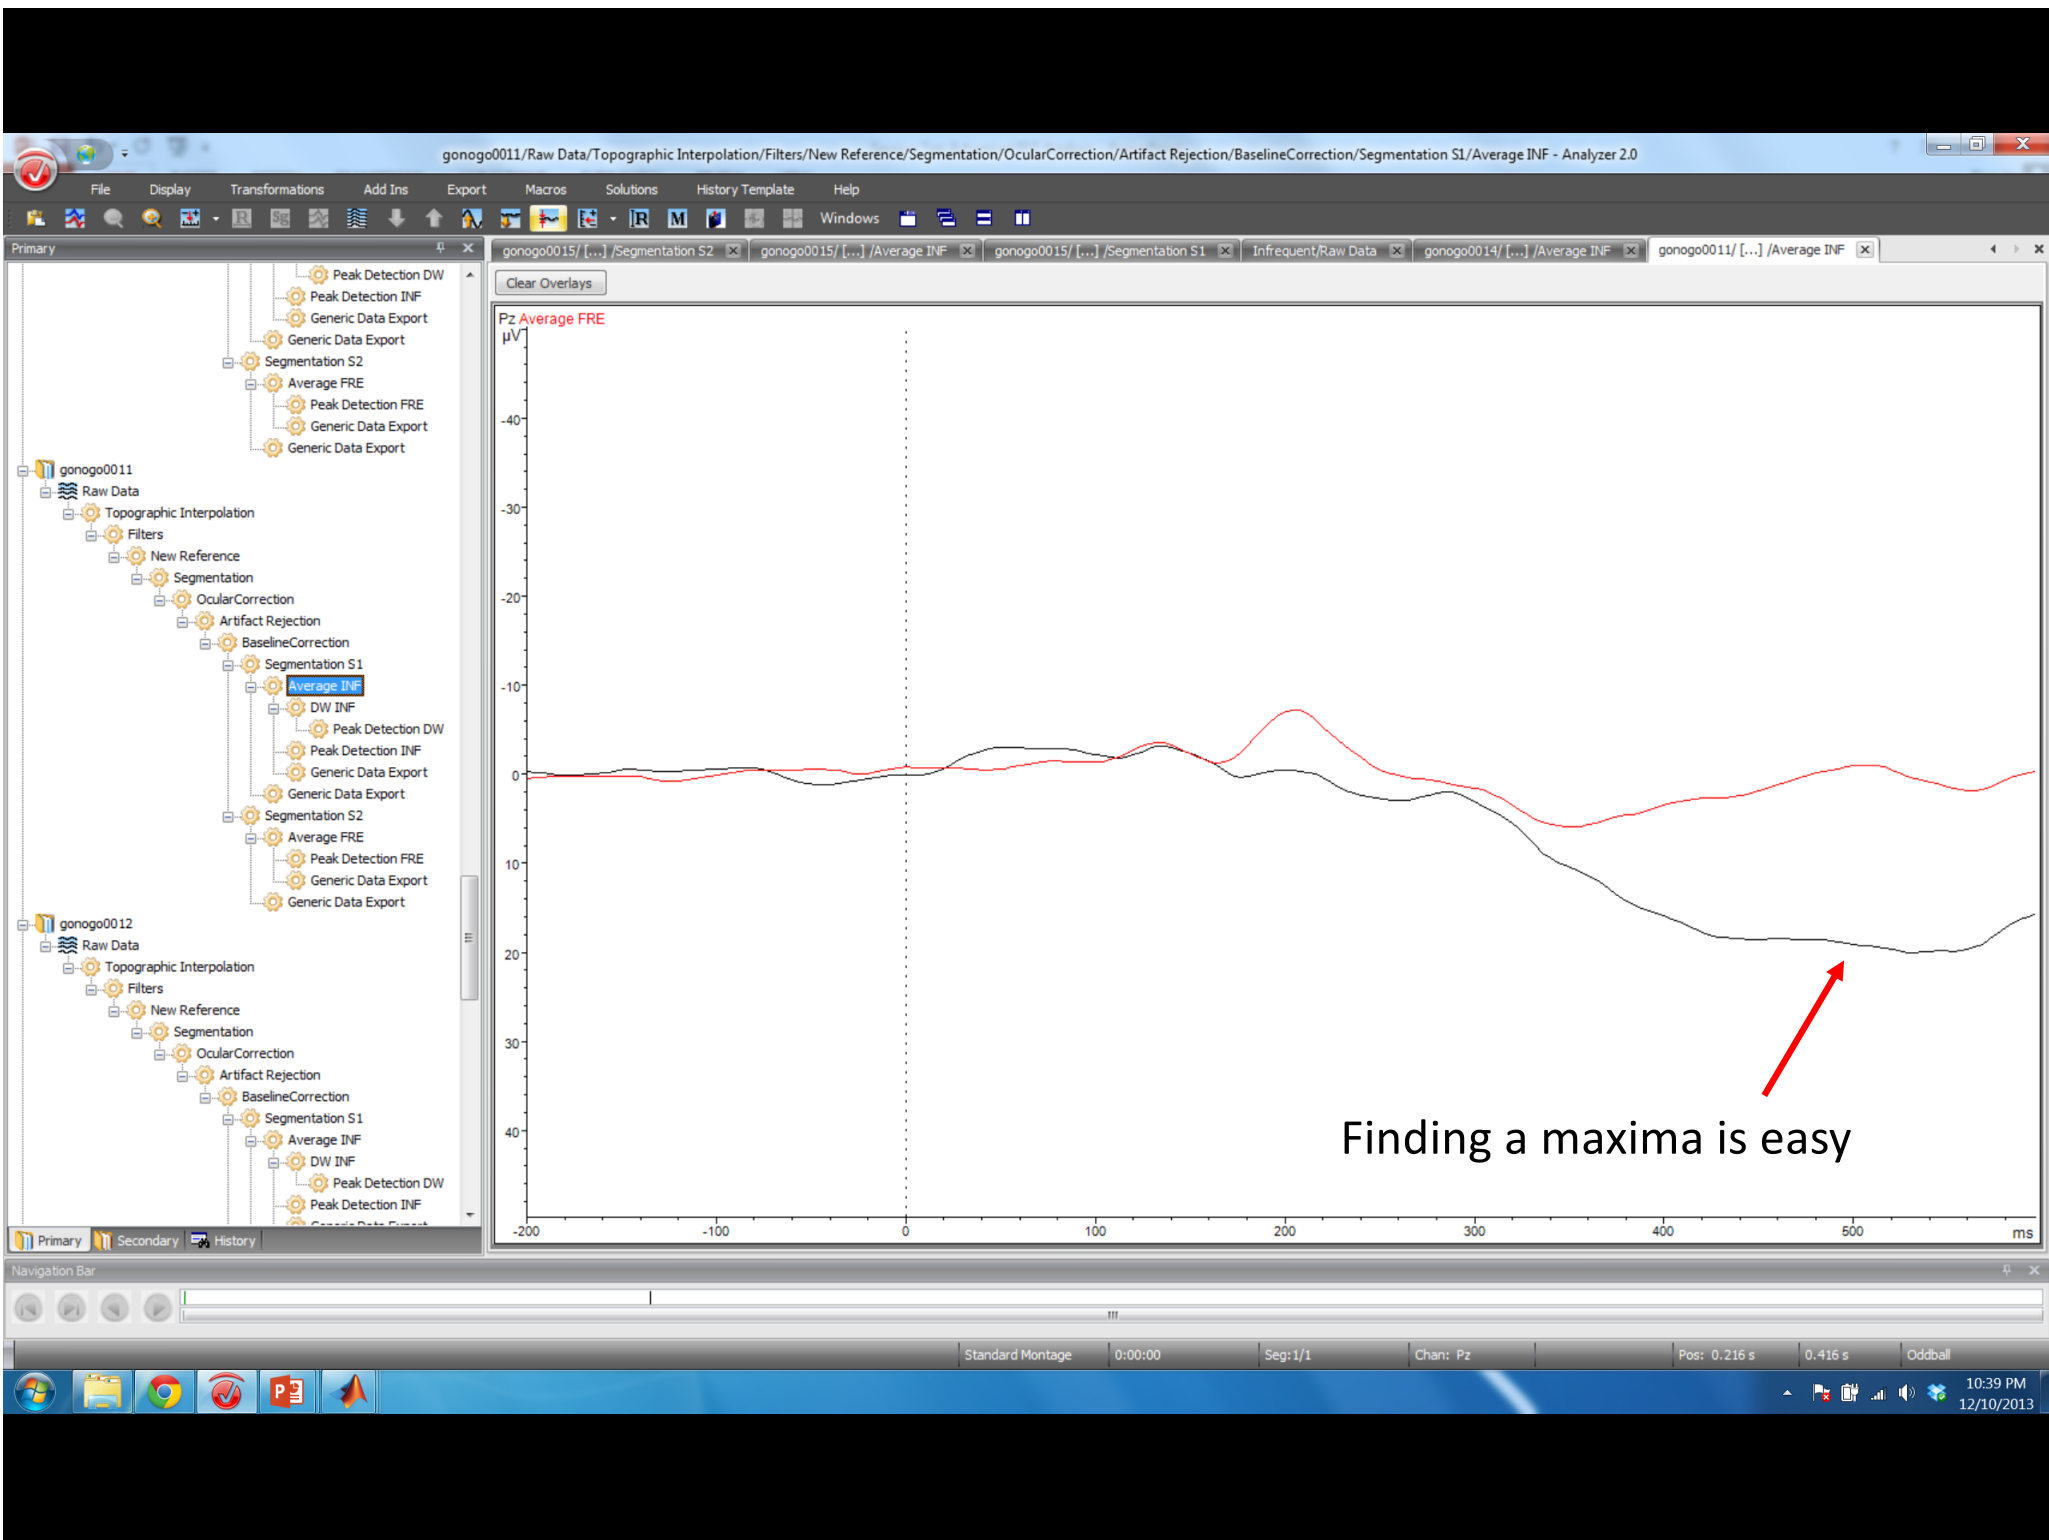 gonogo0011/Raw Data/Topographic Interpolation/Filters/New Reference/Segmentation/OcularCorrection/Artifact Rejection/BaselineCorrection/Segmentation S1/Average INF - Analyzer 2.0
File Display Transformations Add Ins Export Macros Solutions History Template Help
Windows
Primary
gonogo0015/ [...] /Segmentation S2
gonogo0015/ [...] /Average INF
gonogo0015/ [...] /Segmentation S1
Infrequent/Raw Data
gonogo0014/ [...] /Average INF
gonogo0011/ [...] /Average INF
Peak Detection DW
Peak Detection INF
Generic Data Export
Generic Data Export
Segmentation S2
Average FRE
Peak Detection FRE
Generic Data Export
Generic Data Export
gonogo0011
Raw Data
Topographic Interpolation
Filters
New Reference
Segmentation
OcularCorrection
Artifact Rejection
BaselineCorrection
Segmentation S1
Average INF
DW INF
Peak Detection DW
Peak Detection INF
Generic Data Export
Generic Data Export
Segmentation S2
Average FRE
Peak Detection FRE
Generic Data Export
Generic Data Export
gonogo0012
Raw Data
Topographic Interpolation
Filters
New Reference
Segmentation
OcularCorrection
Artifact Rejection
BaselineCorrection
Segmentation S1
Average INF
DW INF
Peak Detection DW
Peak Detection INF
Primary Secondary History
Clear Overlays
Pz Average FRE
µV
-40
-30
-20
-10
0
10
20
30
40
Finding a maxima is easy
-200 -100 0 100 200 300 400 500 ms
Navigation Bar
Standard Montage 0:00:00 Seg:1/1 Chan: Pz Pos: 0.216 s 0.416 s Oddball
10:39 PM
12/10/2013